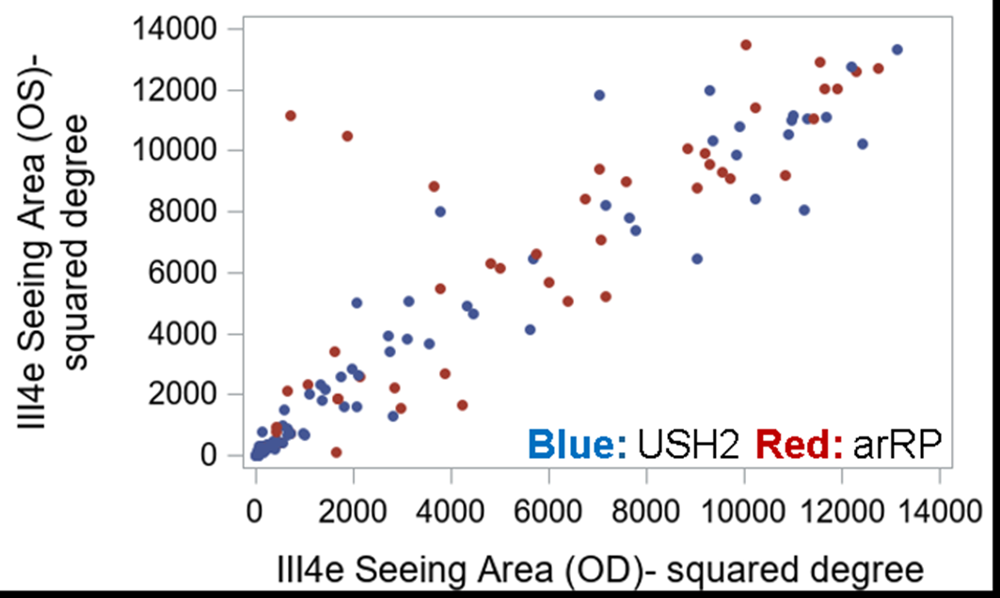 III4e Seeing Area (OS)-
squared degree
14000
12000
10000
8000
6000
4000
2000
0
Blue: USH2 Red: arRP
0 2000 4000 6000 8000 10000 12000 14000
III4e Seeing Area (OD)- squared degree